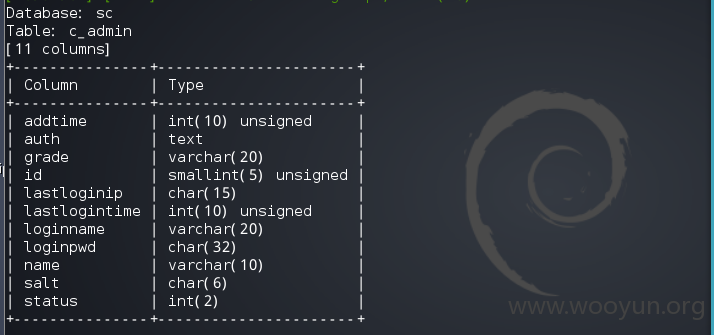 Database: sc
Table: c_admin
[11 columns]
+---------------+----------------------+
| Column | Type |
+---------------+----------------------+
| addtime | int(10) unsigned |
| auth | text |
| grade | varchar(20) |
| id | smallint(5) unsigned |
| lastloginip | char(15) |
| lastlogintime | int(10) unsigned |
| loginname | varchar(20) |
| loginpwd | char(32) |
| name | varchar(10) |
| salt | char(6) |
| status | int(2) |
+---------------+----------------------+
www.wooyun.org